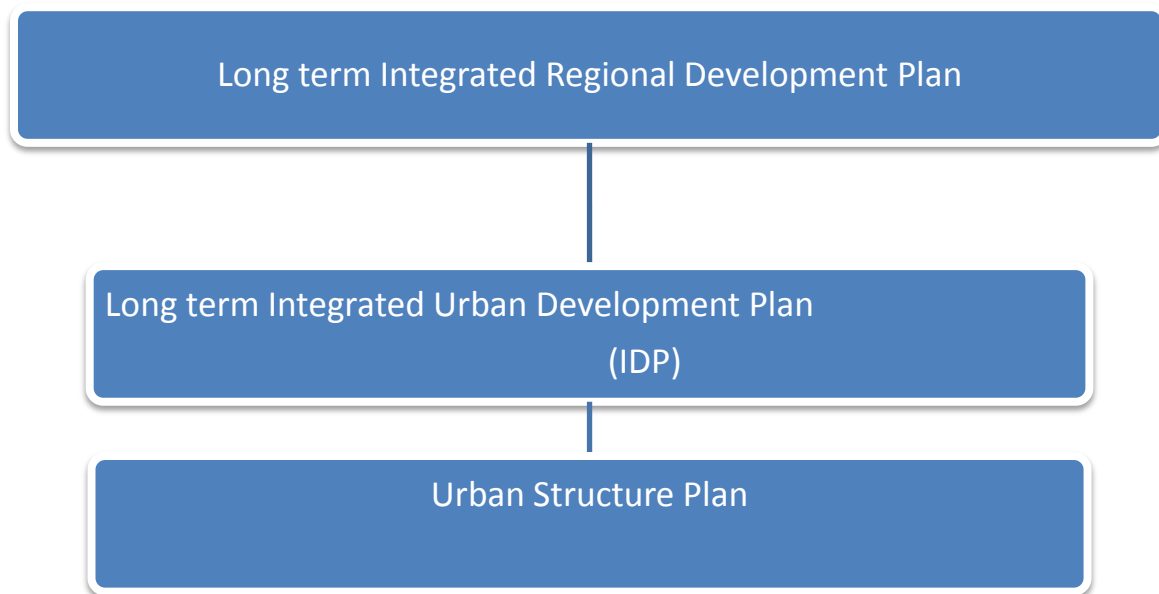 Long term Integrated Regional Development Plan
Long term Integrated Urban Development Plan
(IDP)
Urban Structure Plan